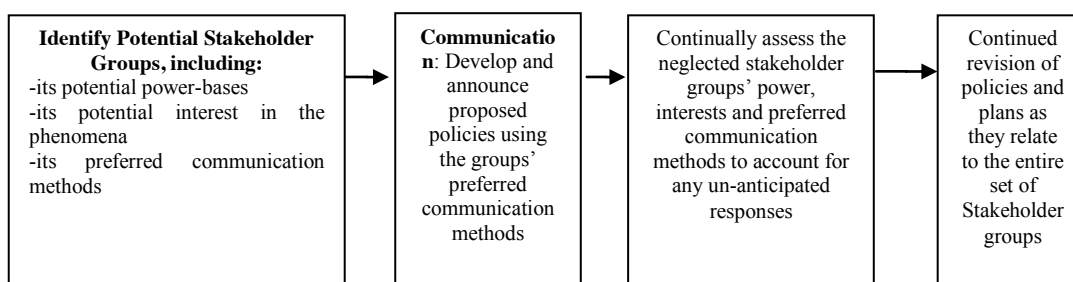 Identify Potential Stakeholder
Groups, including:
-its potential power-bases
-its potential interest in the
phenomena
-its preferred communication
methods
Communicatio
n: Develop and
announce
proposed
policies using
the groups'
preferred
communication
methods
Continually assess the
neglected stakeholder
groups' power,
interests and preferred
communication
methods to account for
any un-anticipated
responses
Continued
revision of
policies and
plans as
they relate
to the entire
set of
Stakeholder
groups